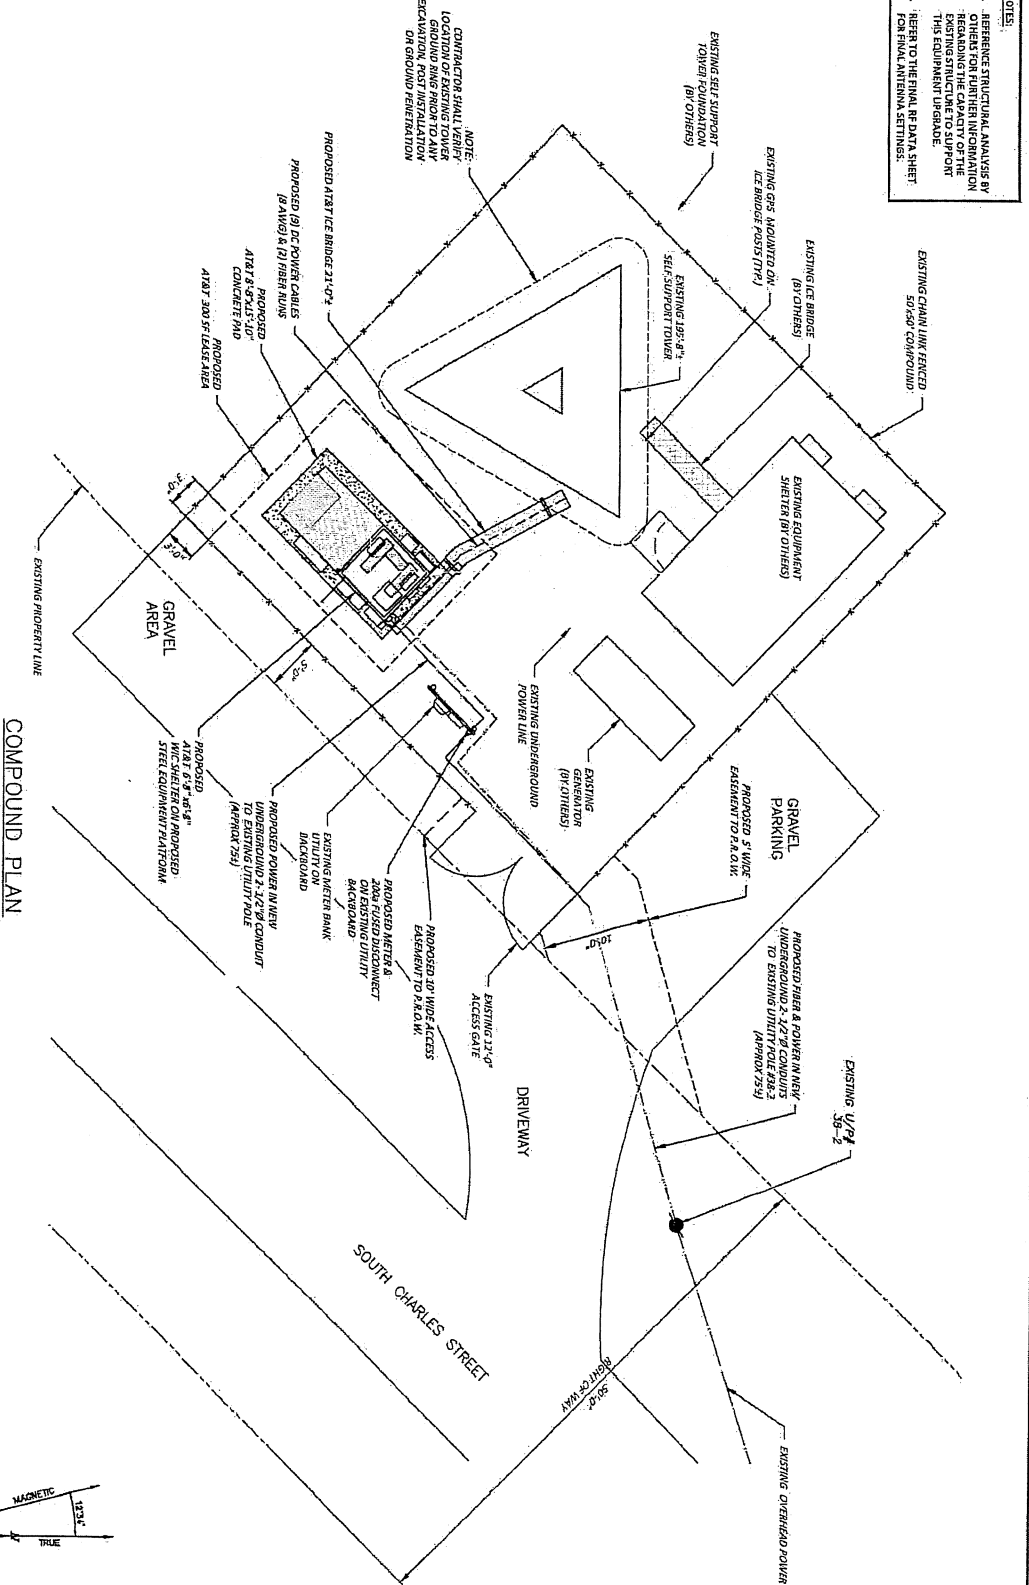 OTES:
REFERENCE STRUCTURAL ANALYSIS BY
OTHERS FOR FURTHER INFORMATION
REGARDING THE CAPACITY OF THE
EXISTING STRUCTURE TO SUPPORT
THIS EQUIPMENT UPGRADE.
REFER TO THE FINAL RF DATA SHEET
FOR FINAL ANTENNA SETTINGS.
EXISTING CHAIN LINK FENCED
50'x50' COMPOUND
EXISTING ICE BRIDGE
(BY OTHERS)
EXISTING GPS MOUNTED ON
ICE BRIDGE POSTS (TYP.)
EXISTING SELF SUPPORT
TOWER FOUNDATION
(BY OTHERS)
EXISTING 195'-8"±
SELF SUPPORT TOWER
NOTE:
CONTRACTOR SHALL VERIFY
LOCATION OF EXISTING TOWER
GROUND RING PRIOR TO ANY
EXCAVATION, POST INSTALLATION
OR GROUND PENETRATION
PROPOSED AT&T ICE BRIDGE 21'-0"±
PROPOSED (9) DC POWER CABLES
(8 AWG) & (2) FIBER RUNS
PROPOSED
AT&T 8'-8"x15'-10"
CONCRETE PAD
PROPOSED
AT&T 300 SF LEASE AREA
EXISTING EQUIPMENT
SHELTER (BY OTHERS)
GRAVEL
PARKING
PROPOSED 5' WIDE
EASEMENT TO P.R.O.W.
EXISTING
GENERATOR
(BY OTHERS)
EXISTING UNDERGROUND
POWER LINE
PROPOSED FIBER & POWER IN NEW
UNDERGROUND 2-1/2"Ø CONDUITS
TO EXISTING UTILITY POLE #38-2
(APPROX 75'±)
EXISTING U/P#
38-2
EXISTING OVERHEAD POWER
10'-0"
EXISTING 12'-0"
ACCESS GATE
PROPOSED 10' WIDE ACCESS
EASEMENT TO P.R.O.W.
PROPOSED METER &
200a FUSED DISCONNECT
ON EXISTING UTILITY
BACKBOARD
EXISTING METER BANK
UTILITY ON
BACKBOARD
PROPOSED POWER IN NEW
UNDERGROUND 2-1/2"Ø CONDUIT
TO EXISTING UTILITY POLE
(APPROX 75'±)
PROPOSED
AT&T 6'-8"x6'-8"
WIC SHELTER ON PROPOSED
STEEL EQUIPMENT PLATFORM
3'-0"
3'-0"
5'-0"
GRAVEL
AREA
EXISTING PROPERTY LINE
DRIVEWAY
SOUTH CHARLES STREET
50'-0"
RIGHT OF WAY
COMPOUND PLAN
MAGNETIC
TRUE
N